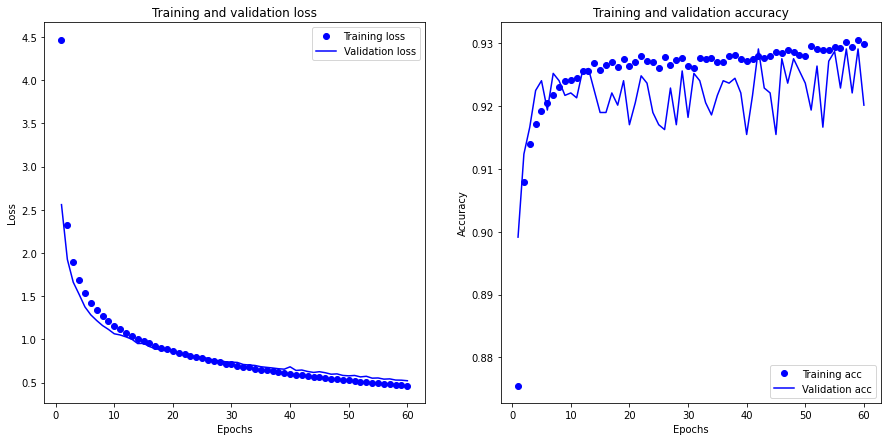 Training and validation loss
4.5
4.0
3.5
3.0
2.5
2.0
1.5
1.0
0.5
Loss
0 10 20 30 40 50 60
Epochs
Training loss
Validation loss
Training and validation accuracy
0.93
0.92
0.91
0.90
0.89
0.88
Accuracy
0 10 20 30 40 50 60
Epochs
Training acc
Validation acc